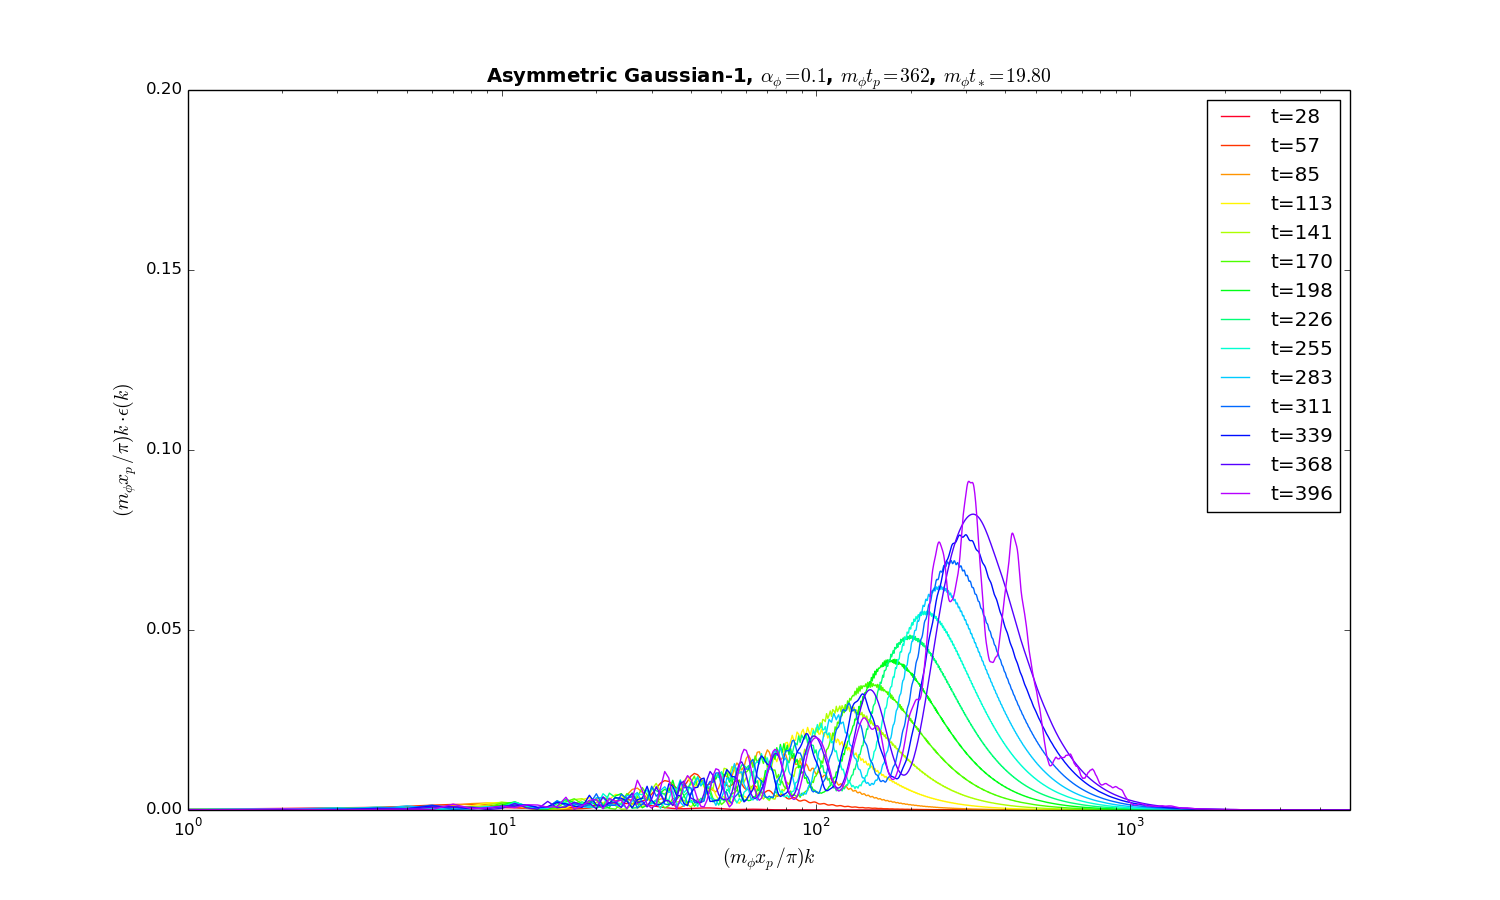 Asymmetric Gaussian-1, α_ϕ=0.1, m_ϕt_p=362, m_ϕt_*=19.80
0.20
0.15
0.10
0.05
0.00
(m_ϕx_p/π)k·ϵ(k)
10^0
10^1
10^2
10^3
(m_ϕx_p/π)k
t=28
t=57
t=85
t=113
t=141
t=170
t=198
t=226
t=255
t=283
t=311
t=339
t=368
t=396